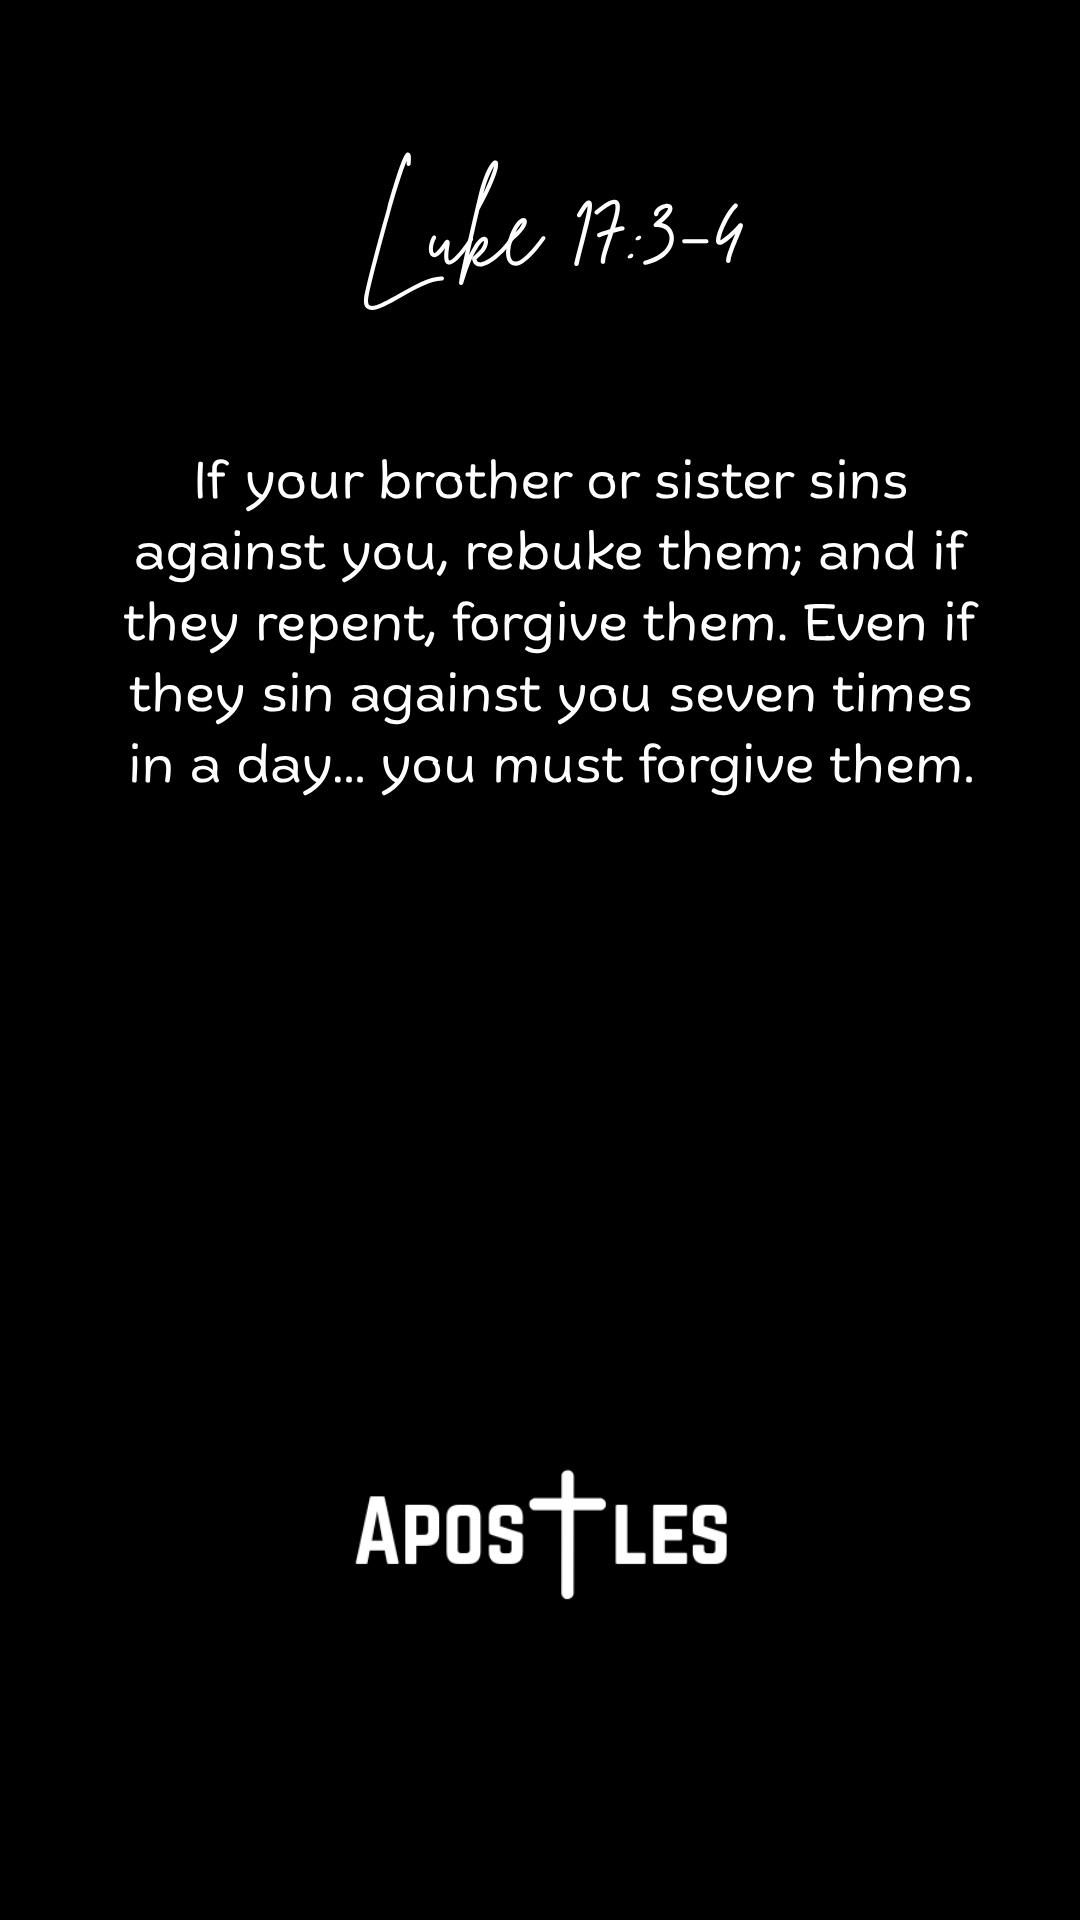 Luke 17:3-4
If your brother or sister sins
against you, rebuke them; and if
they repent, forgive them. Even if
they sin against you seven times
in a day... you must forgive them.
Apostles